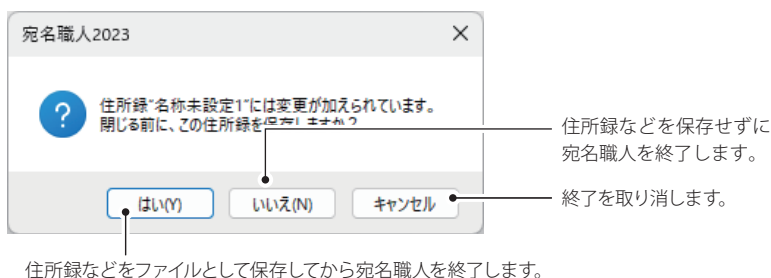 宛名職人2023
住所録"名称未設定1"には変更が加えられています。
閉じる前に、この住所録を保存しますか?
はい(Y)
いいえ(N)
キャンセル
住所録などを保存せずに
宛名職人を終了します。
終了を取り消します。
住所録などをファイルとして保存してから宛名職人を終了します。